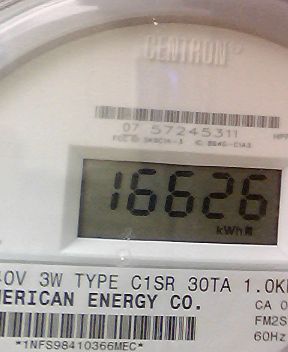 CENTRON®
07 57245311
16626
kWh
40V 3W TYPE C1SR 30TA 1.0K
MERICAN ENERGY CO.
CA 0
FM2S
60Hz
*1NFS98410366MEC*